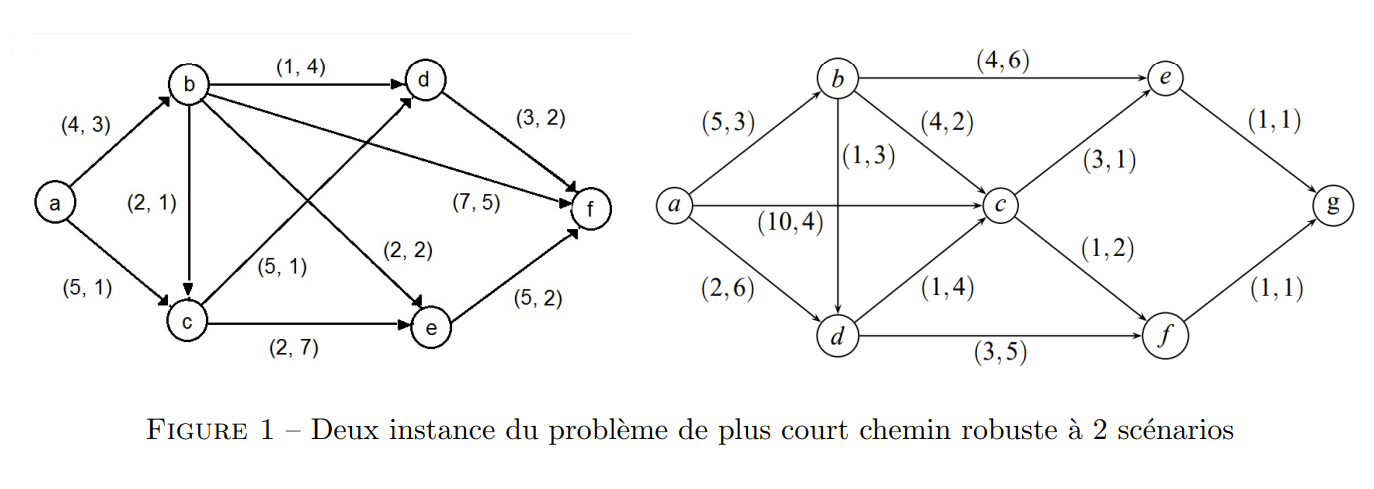 (1, 4)
b
d
(4, 3)
(3, 2)
a
(2, 1)
(7, 5)
f
(2, 2)
(5, 1)
(5, 1)
c
e
(5, 2)
(2, 7)
(4,6)
b
e
(5,3)
(4,2)
(1,1)
(1,3)
(3,1)
a
c
g
(10,4)
(1,2)
(2,6)
(1,4)
(1,1)
d
f
(3,5)
FIGURE 1 – Deux instance du problème de plus court chemin robuste à 2 scénarios